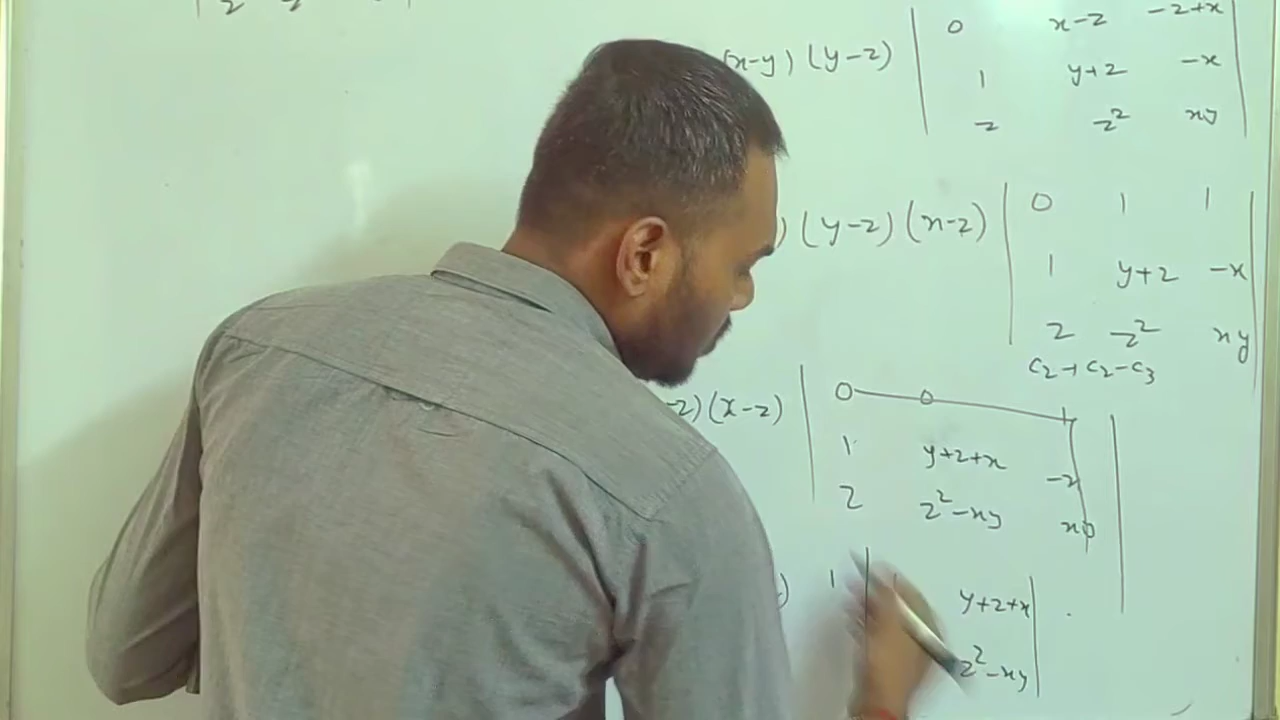 (x-y) (y-z) | 0 x-z -z+x |
1 y+z -x
z z² xy
) (y-z) (x-z) | 0 1 1 |
1 y+z -x
z z² xy
C₂→C₂-C₃
-z) (x-z) | 0 0 1 |
1 y+z+x -x
z z²-xy xy
) 1 | 1 y+z+x |
z²-xy